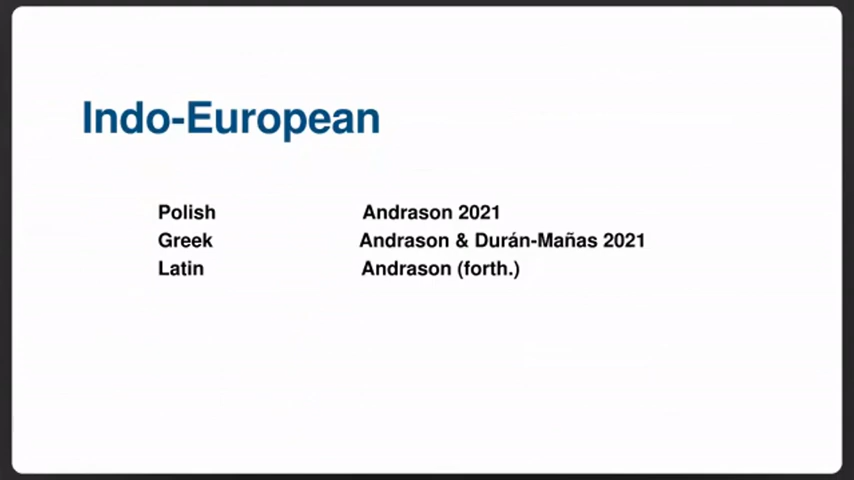 Indo-European
Polish Andrason 2021
Greek Andrason & Durán-Mañas 2021
Latin Andrason (forth.)